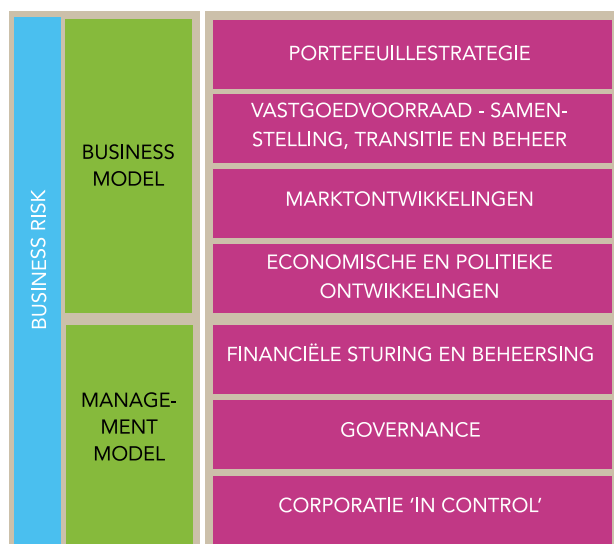 BUSINESS RISK
BUSINESS
MODEL
PORTEFEUILLESTRATEGIE
VASTGOEDVOORRAAD - SAMEN-
STELLING, TRANSITIE EN BEHEER
MARKTONTWIKKELINGEN
ECONOMISCHE EN POLITIEKE
ONTWIKKELINGEN
MANAGE-
MENT
MODEL
FINANCIËLE STURING EN BEHEERSING
GOVERNANCE
CORPORATIE ‘IN CONTROL’